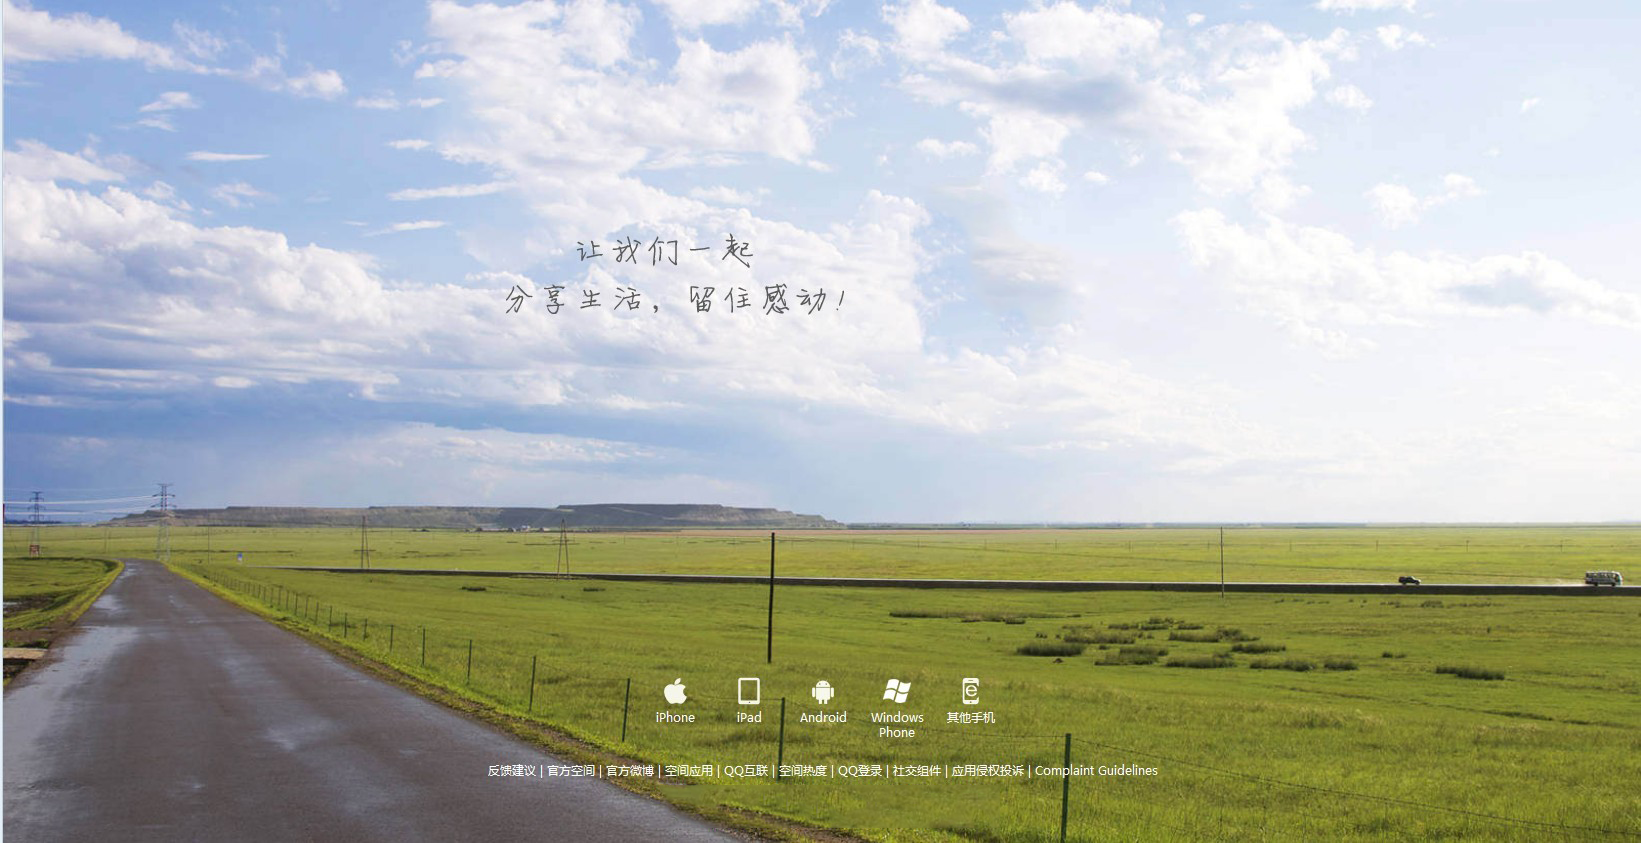 让我们一起
分享生活，留住感动！
iPhone
iPad
Android
Windows Phone
其他手机
反馈建议 | 官方空间 | 官方微博 | 空间应用 | QQ互联 | 空间热度 | QQ登录 | 社交组件 | 应用侵权投诉 | Complaint Guidelines